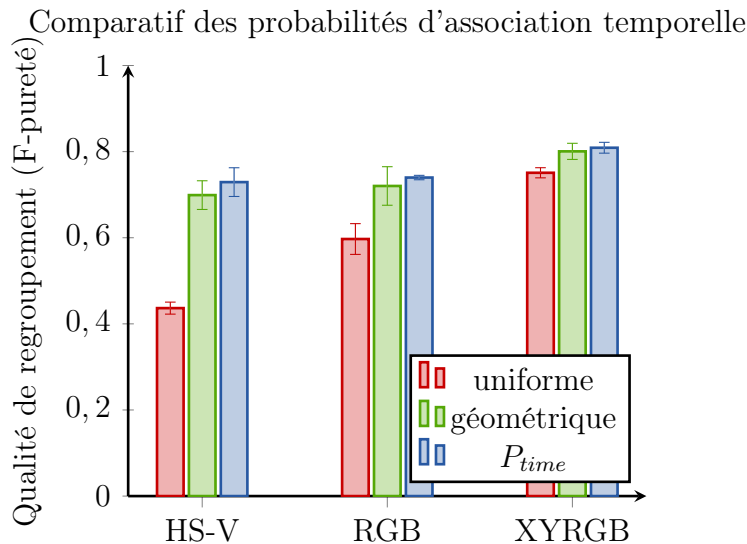 Comparatif des probabilités d'association temporelle
Qualité de regroupement (F-pureté)
1
0, 8
0, 6
0, 4
0, 2
0
uniforme
géométrique
P_time
HS-V
RGB
XYRGB